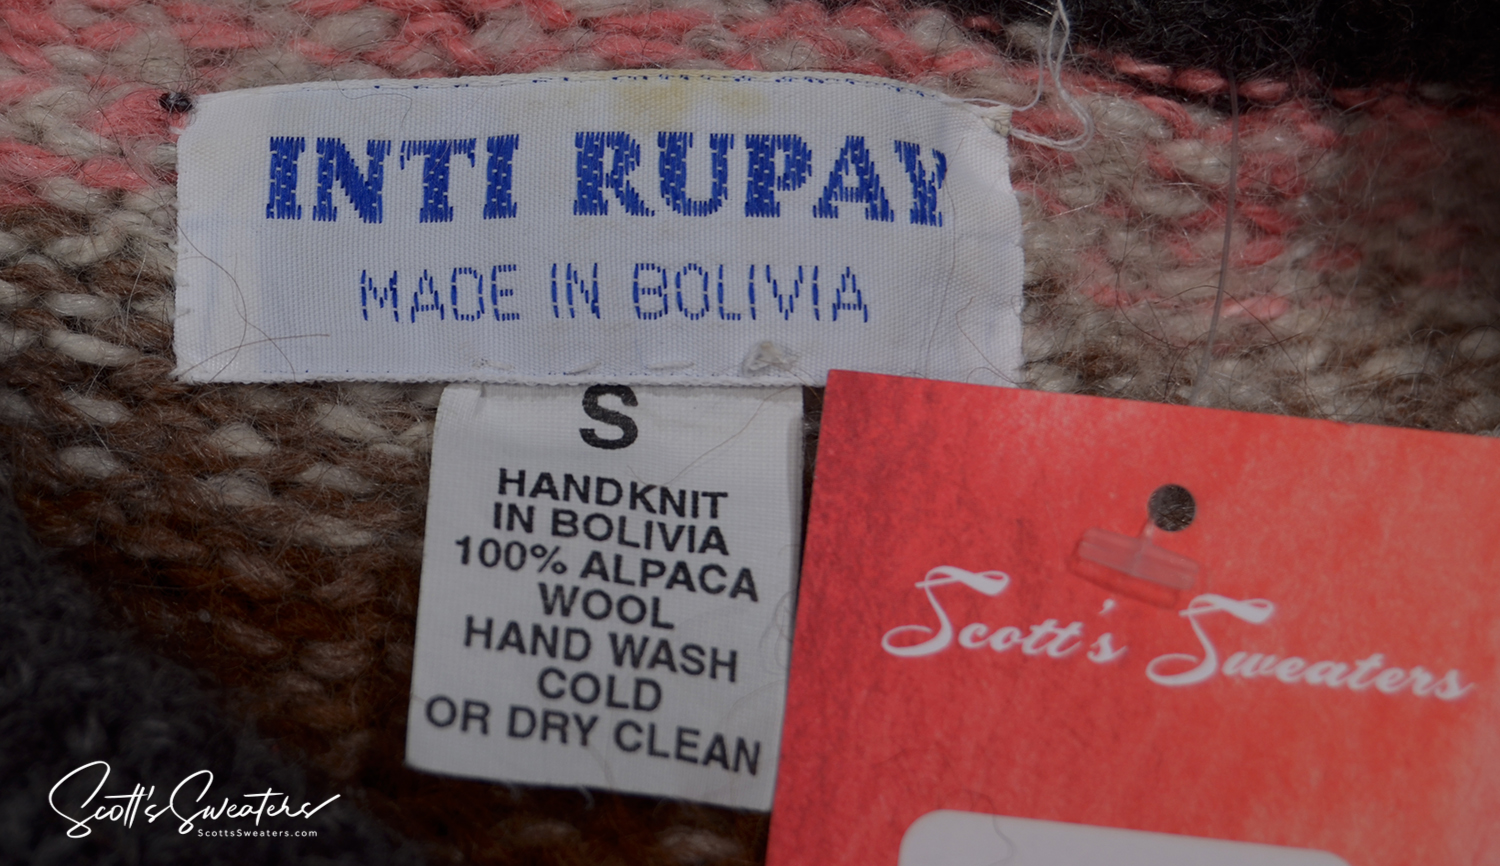 INTI RUPAY
MADE IN BOLIVIA
S
HANDKNIT
IN BOLIVIA
100% ALPACA
WOOL
HAND WASH
COLD
OR DRY CLEAN
Scott's Sweaters
Scott's Sweaters
ScottsSweaters.com